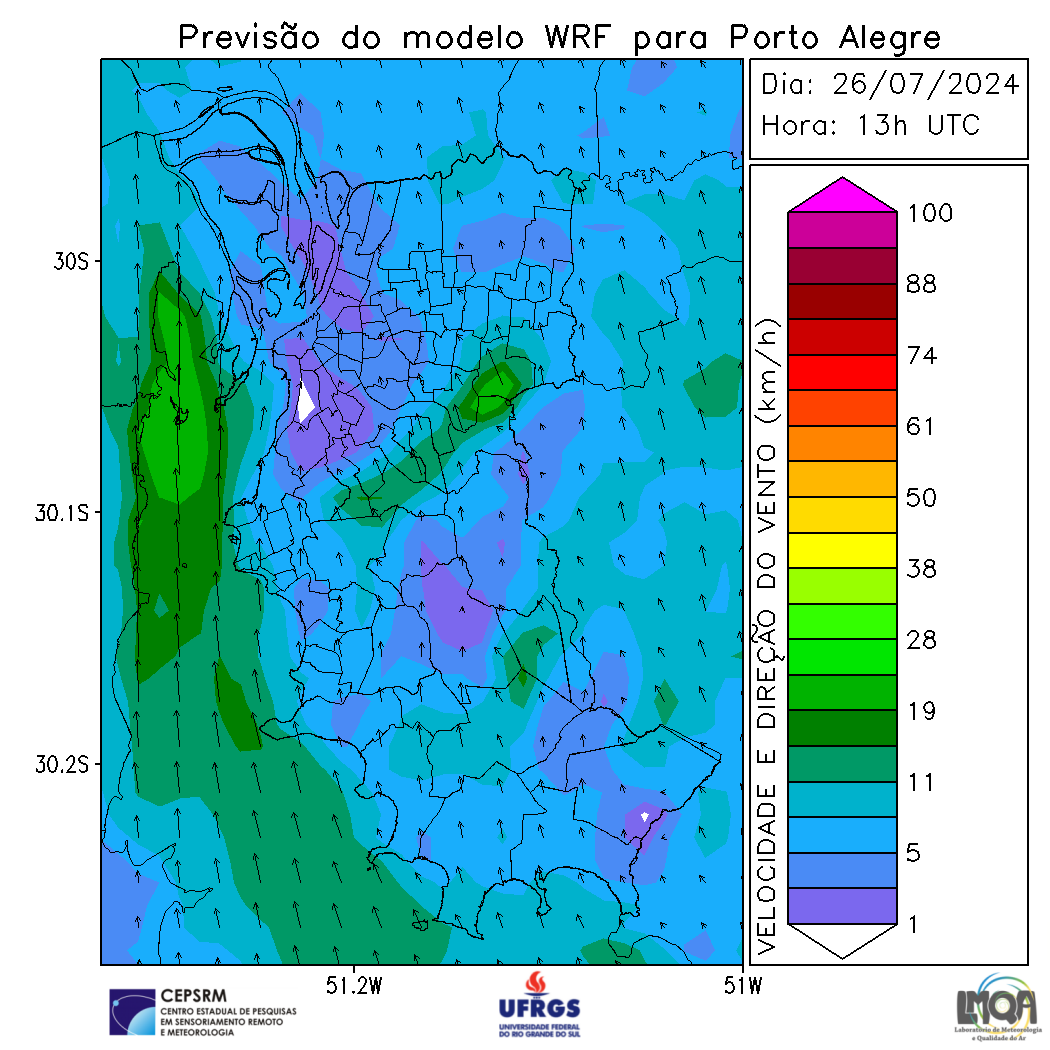 Previsão do modelo WRF para Porto Alegre
Dia: 26/07/2024
Hora: 13h UTC
30S
30.1S
30.2S
51.2W
51W
VELOCIDADE E DIREÇÃO DO VENTO (km/h)
100
88
74
61
50
38
28
19
11
5
1
CEPSRM
CENTRO ESTADUAL DE PESQUISAS
EM SENSORIAMENTO REMOTO
E METEOROLOGIA
UFRGS
UNIVERSIDADE FEDERAL
DO RIO GRANDE DO SUL
LMQA
Laboratório de Meteorologia
e Qualidade do Ar